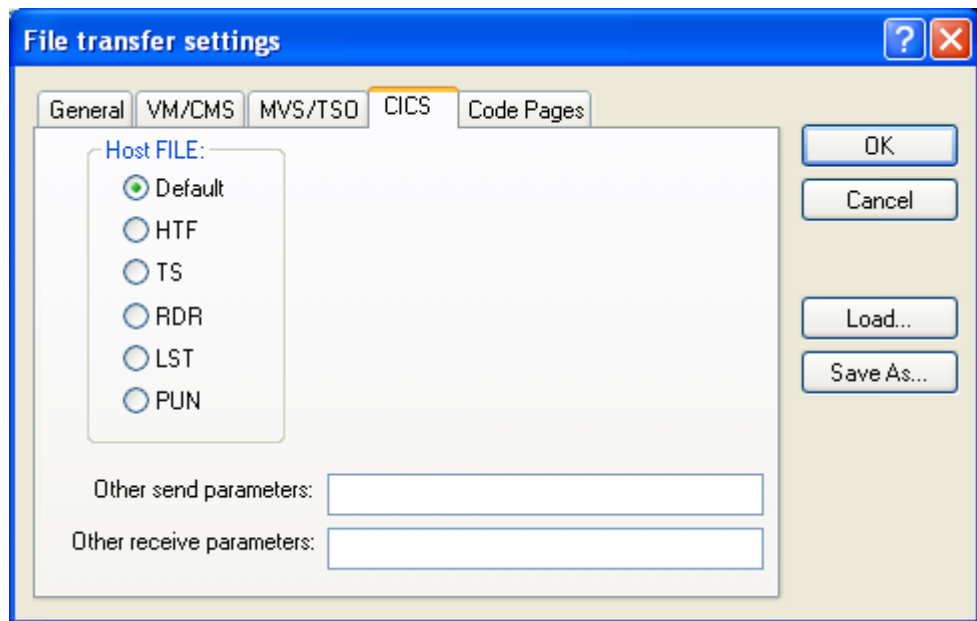 File transfer settings
?
General VM/CMS MVS/TSO CICS Code Pages
Host FILE:
Default
HTF
TS
RDR
LST
PUN
Other send parameters:
Other receive parameters:
OK
Cancel
Load...
Save As...